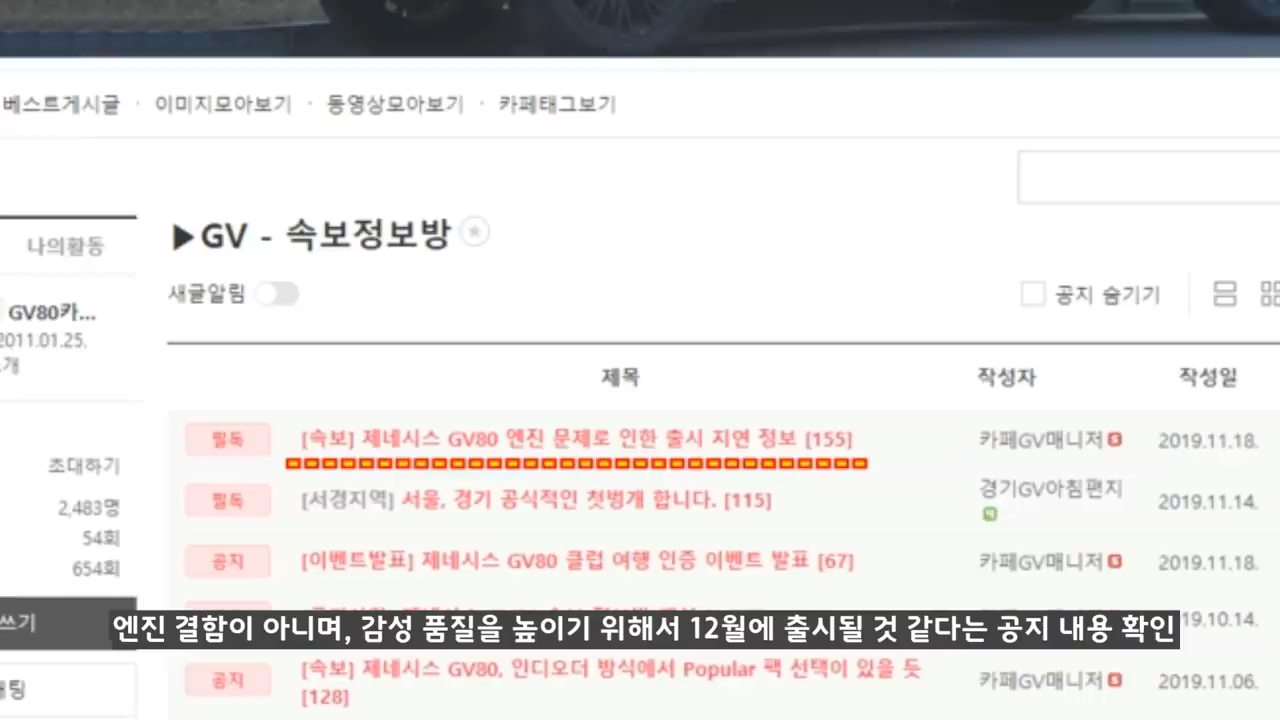 베스트게시글 · 이미지모아보기 · 동영상모아보기 · 카페태그보기
▶GV - 속보정보방
나의활동
새글알림
공지 숨기기
GV80카...
2011.01.25.
제목 작성자 작성일
필독 [속보] 제네시스 GV80 엔진 문제로 인한 출시 지연 정보 [155] 카페GV매니저 2019.11.18.
초대하기
필독 [서경지역] 서울, 경기 공식적인 첫벙개 합니다. [115] 경기GV아침편지 2019.11.14.
2,483명
54회
공지 [이벤트발표] 제네시스 GV80 클럽 여행 인증 이벤트 발표 [67] 카페GV매니저 2019.11.18.
654회
쓰기
19.10.14.
엔진 결함이 아니며, 감성 품질을 높이기 위해서 12월에 출시될 것 같다는 공지 내용 확인
공지 [속보] 제네시스 GV80, 인디오더 방식에서 Popular 팩 선택이 있을 듯 카페GV매니저 2019.11.06.
[128]